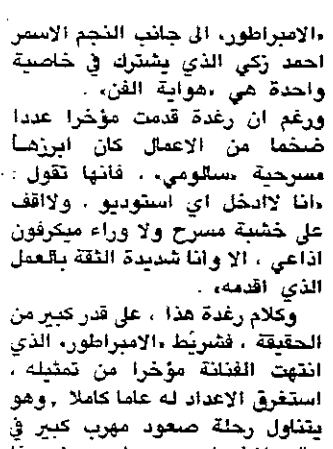 «الامبراطور» الى جانب النجم الاسمر
احمد زكي الذي يشترك في خاصية
واحدة هي «هواية الفن» .
ورغم ان رغدة قدمت مؤخرا عددا
ضخما من الاعمال كان ابرزها
مسرحية «سالومي» ، فانها تقول :
«انا لاادخل اي استوديو ، ولااقف
على خشبة مسرح ولا وراء ميكرفون
اذاعي ، الا وانا شديدة الثقة بالعمل
الذي اقدمه» .
وكلام رغدة هذا ، على قدر كبير من
الحقيقة ، فشريط «الامبراطور» الذي
انتهت الفنانة مؤخرا من تمثيله ،
استغرق الاعداد له عاما كاملا , وهو
يتناول رحلة صعود مهرب كبير في